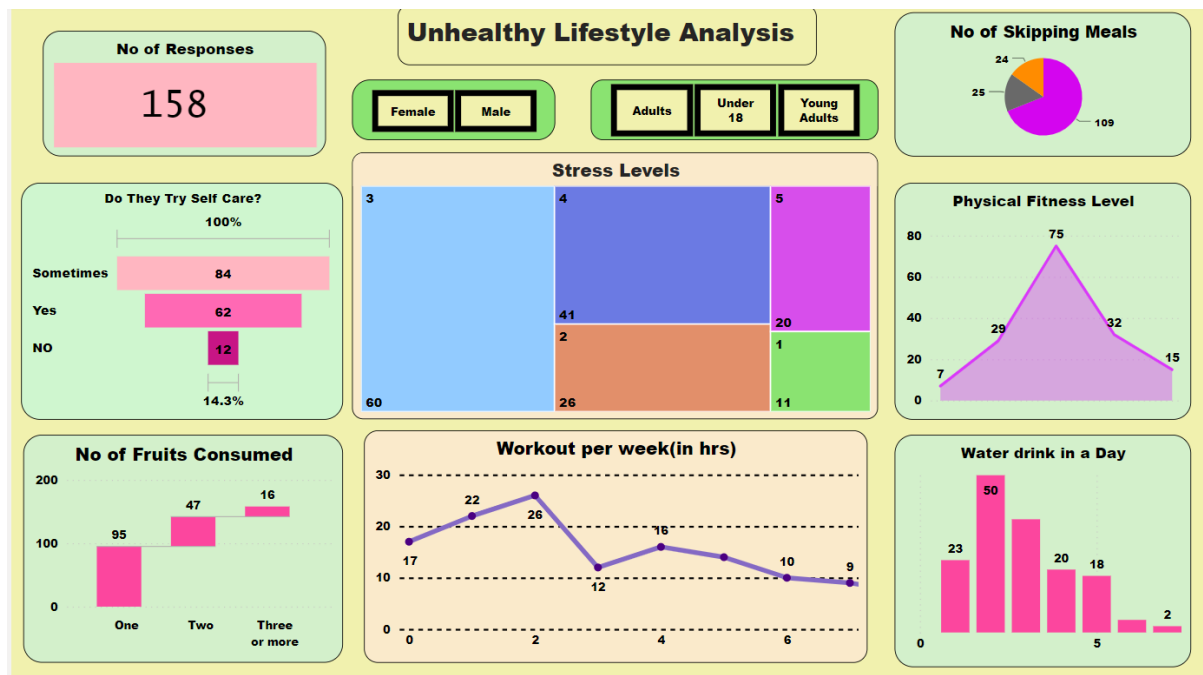 Unhealthy Lifestyle Analysis
No of Responses
158
Female
Male
Adults
Under
18
Young
Adults
No of Skipping Meals
24
25
109
Do They Try Self Care?
100%
Sometimes
84
Yes
62
NO
12
14.3%
Stress Levels
3
4
5
41
20
2
1
60
26
11
Physical Fitness Level
80
75
60
40
29
32
20
15
7
0
No of Fruits Consumed
200
95
47
16
100
0
One
Two
Three
or more
Workout per week(in hrs)
30
22
26
20
17
16
12
10
10
9
0
0
2
4
6
Water drink in a Day
50
23
20
18
2
0
5